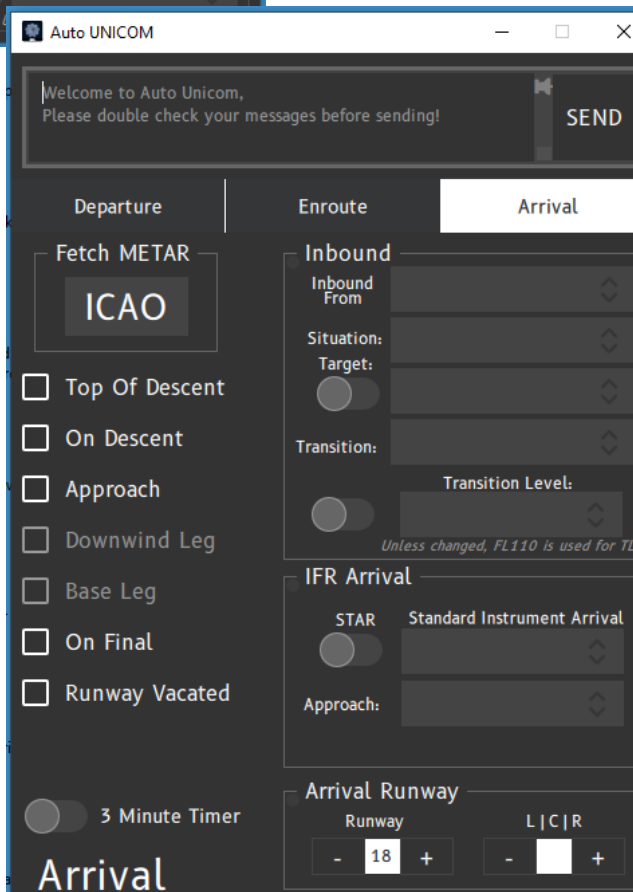 Auto UNICOM
Welcome to Auto Unicom,
Please double check your messages before sending!
SEND
Departure
Enroute
Arrival
Fetch METAR
ICAO
Top Of Descent
On Descent
Approach
Downwind Leg
Base Leg
On Final
Runway Vacated
3 Minute Timer
Arrival
Inbound
Inbound
From
Situation:
Target:
Transition:
Transition Level:
Unless changed, FL110 is used for TL
IFR Arrival
STAR
Standard Instrument Arrival
Approach:
Arrival Runway
Runway
L|C|R
- 18 +
- +